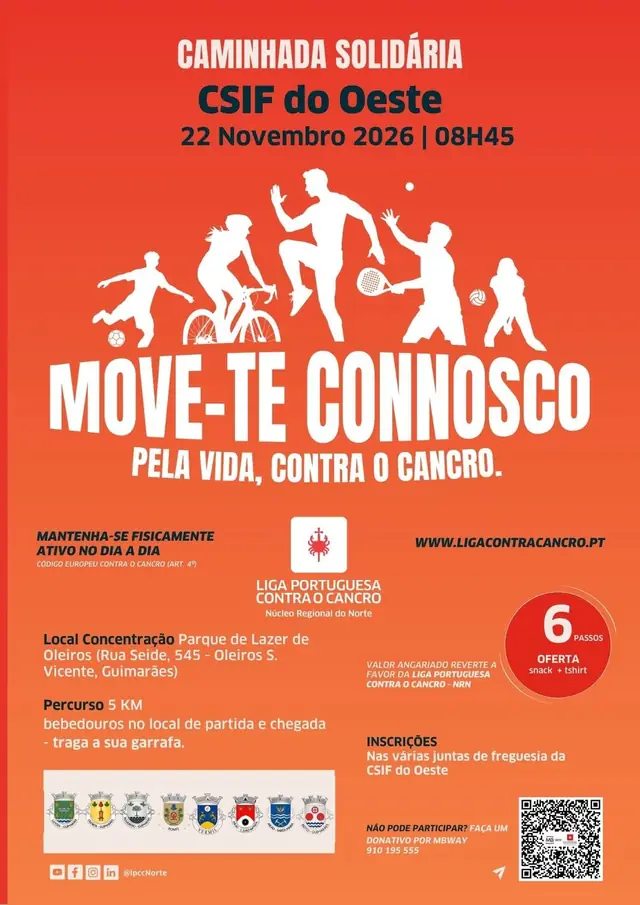 CAMINHADA SOLIDÁRIA
CSIF do Oeste
22 Novembro 2026 | 08H45
MOVE-TE CONNOSCO
PELA VIDA, CONTRA O CANCRO.
MANTENHA-SE FISICAMENTE
ATIVO NO DIA A DIA
CÓDIGO EUROPEU CONTRA O CANCRO (ART. 4º)
LIGA PORTUGUESA
CONTRA O CANCRO
Núcleo Regional do Norte
WWW.LIGACONTRACANCRO.PT
Local Concentração Parque de Lazer de
Oleiros (Rua Seide, 545 - Oleiros S.
Vicente, Guimarães)
Percurso 5 KM
bebedouros no local de partida e chegada
- traga a sua garrafa.
6 PASSOS
OFERTA
snack + tshirt
VALOR ANGARIADO REVERTE A
FAVOR DA LIGA PORTUGUESA
CONTRA O CANCRO - NRN
INSCRIÇÕES
Nas várias juntas de freguesia da
CSIF do Oeste
NÃO PODE PARTICIPAR? FAÇA UM
DONATIVO POR MBWAY
910 195 555
@lpccNorte